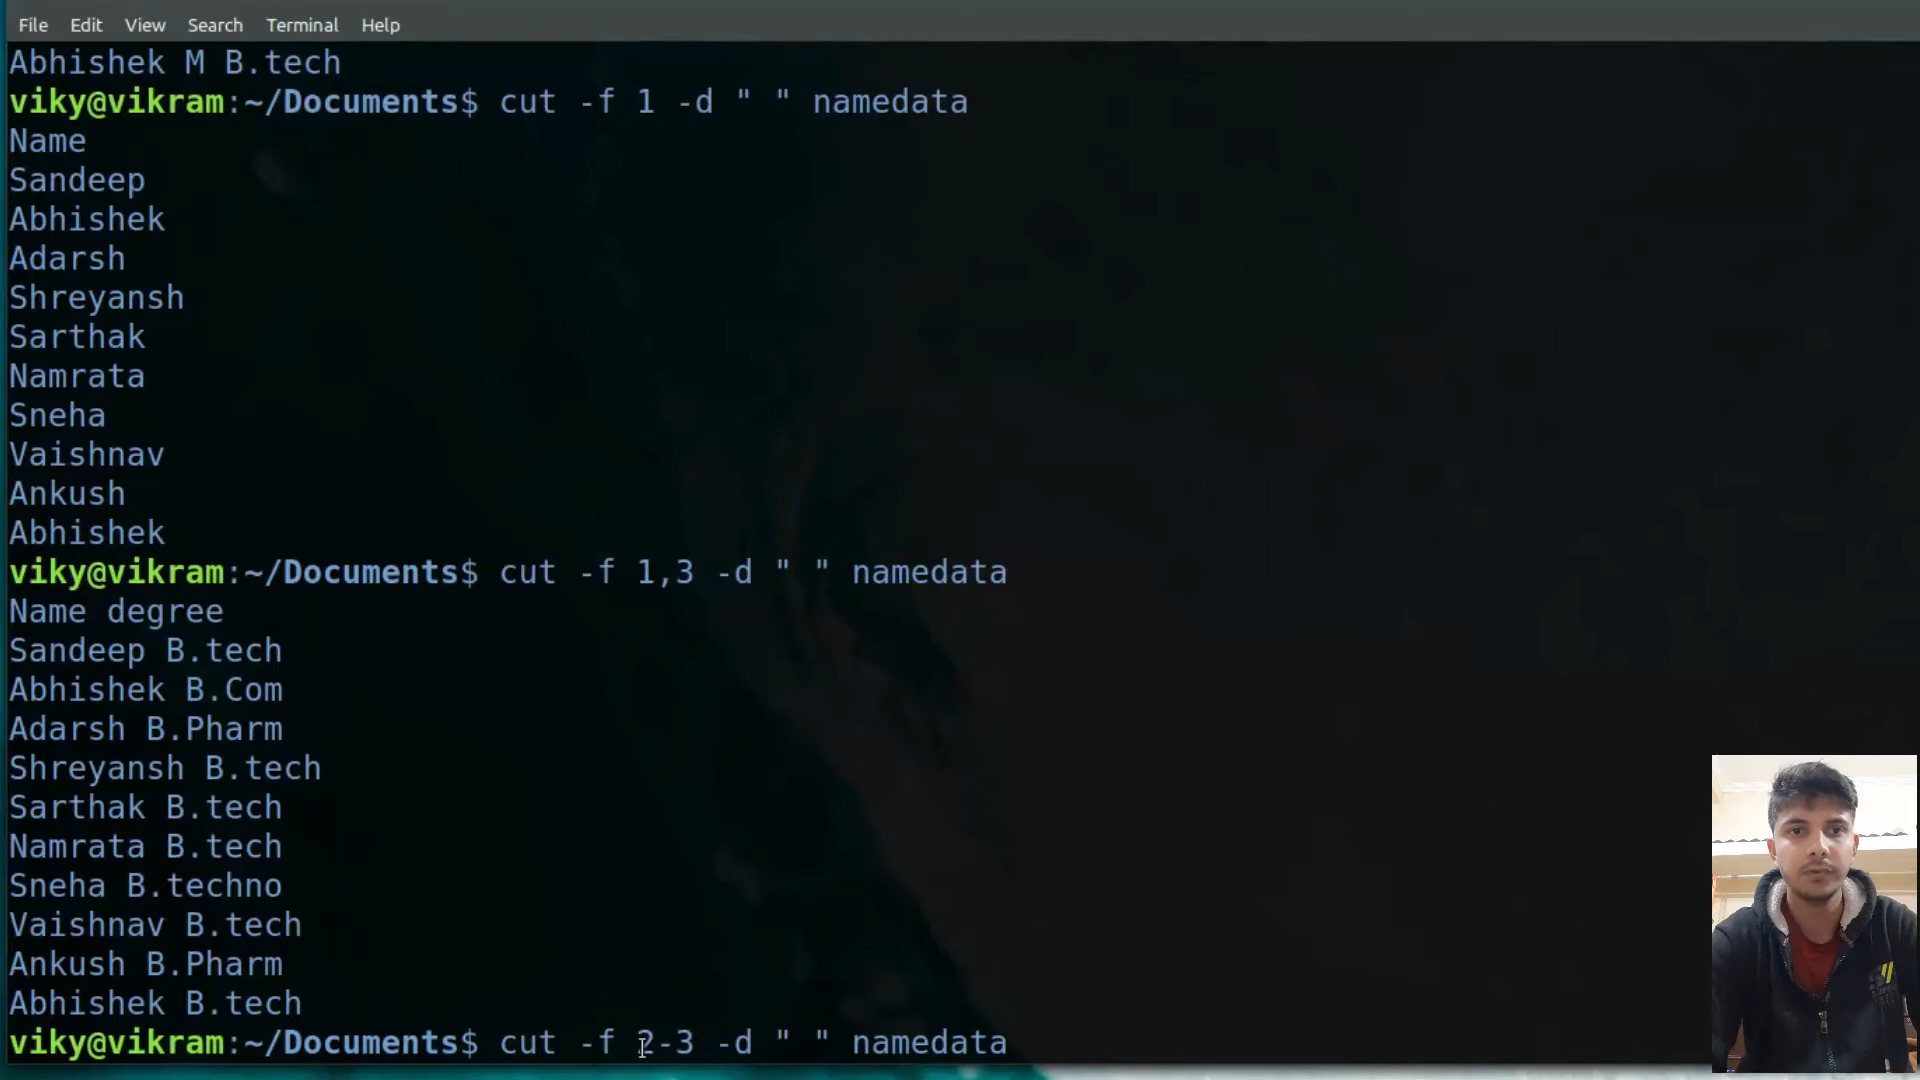 File Edit View Search Terminal Help
Abhishek M B.tech
viky@vikram:~/Documents$ cut -f 1 -d " " namedata
Name
Sandeep
Abhishek
Adarsh
Shreyansh
Sarthak
Namrata
Sneha
Vaishnav
Ankush
Abhishek
viky@vikram:~/Documents$ cut -f 1,3 -d " " namedata
Name degree
Sandeep B.tech
Abhishek B.Com
Adarsh B.Pharm
Shreyansh B.tech
Sarthak B.tech
Namrata B.tech
Sneha B.techno
Vaishnav B.tech
Ankush B.Pharm
Abhishek B.tech
viky@vikram:~/Documents$ cut -f 2-3 -d " " namedata